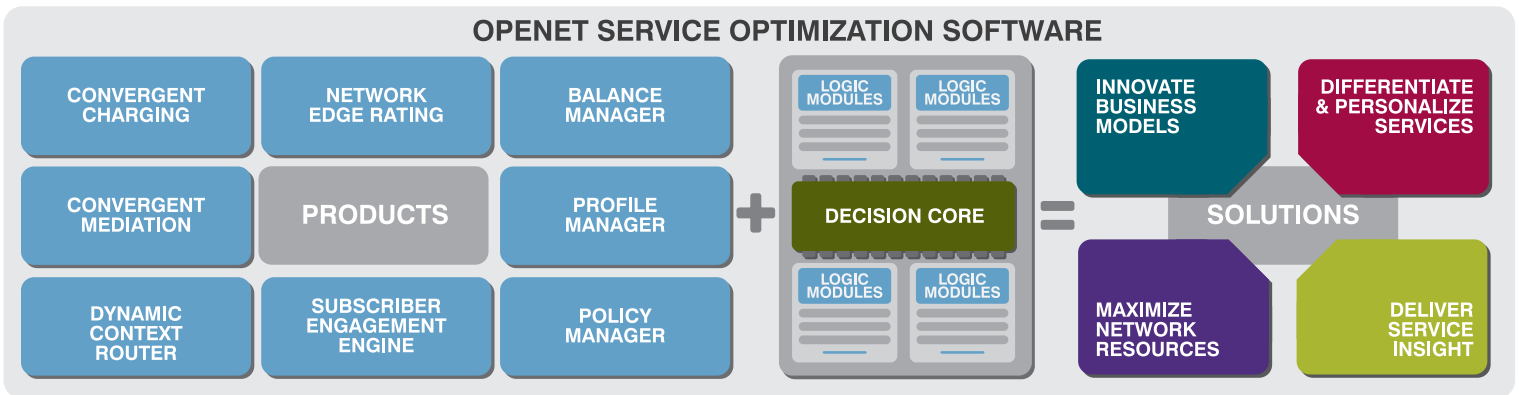 OPENET SERVICE OPTIMIZATION SOFTWARE
CONVERGENT
CHARGING
NETWORK
EDGE RATING
BALANCE
MANAGER
CONVERGENT
MEDIATION
PRODUCTS
PROFILE
MANAGER
DYNAMIC
CONTEXT
ROUTER
SUBSCRIBER
ENGAGEMENT
ENGINE
POLICY
MANAGER
+
LOGIC
MODULES
LOGIC
MODULES
DECISION CORE
LOGIC
MODULES
LOGIC
MODULES
=
INNOVATE
BUSINESS
MODELS
DIFFERENTIATE
& PERSONALIZE
SERVICES
SOLUTIONS
MAXIMIZE
NETWORK
RESOURCES
DELIVER
SERVICE
INSIGHT